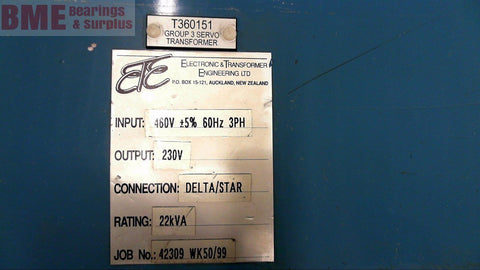 BME Bearings
& Surplus
T360151
GROUP 3 SERVO
TRANSFORMER
ETE
ELECTRONIC & TRANSFORMER
ENGINEERING LTD
P.O. BOX 15-121, AUCKLAND, NEW ZEALAND
INPUT: 460V ±5% 60Hz 3PH
OUTPUT: 230V
CONNECTION: DELTA/STAR
RATING: 22kVA
JOB No.: 42309 WK50/99